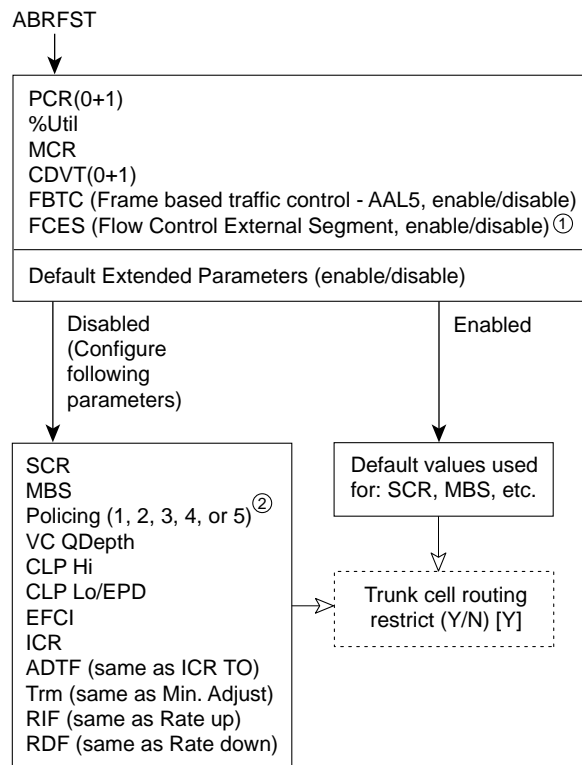 ABRFST
PCR(0+1)
%Util
MCR
CDVT(0+1)
FBTC (Frame based traffic control - AAL5, enable/disable)
FCES (Flow Control External Segment, enable/disable) ①
Default Extended Parameters (enable/disable)
Disabled
(Configure
following
parameters)
Enabled
SCR
MBS
Policing (1, 2, 3, 4, or 5) ②
VC QDepth
CLP Hi
CLP Lo/EPD
EFCI
ICR
ADTF (same as ICR TO)
Trm (same as Min. Adjust)
RIF (same as Rate up)
RDF (same as Rate down)
Default values used
for: SCR, MBS, etc.
Trunk cell routing
restrict (Y/N) [Y]